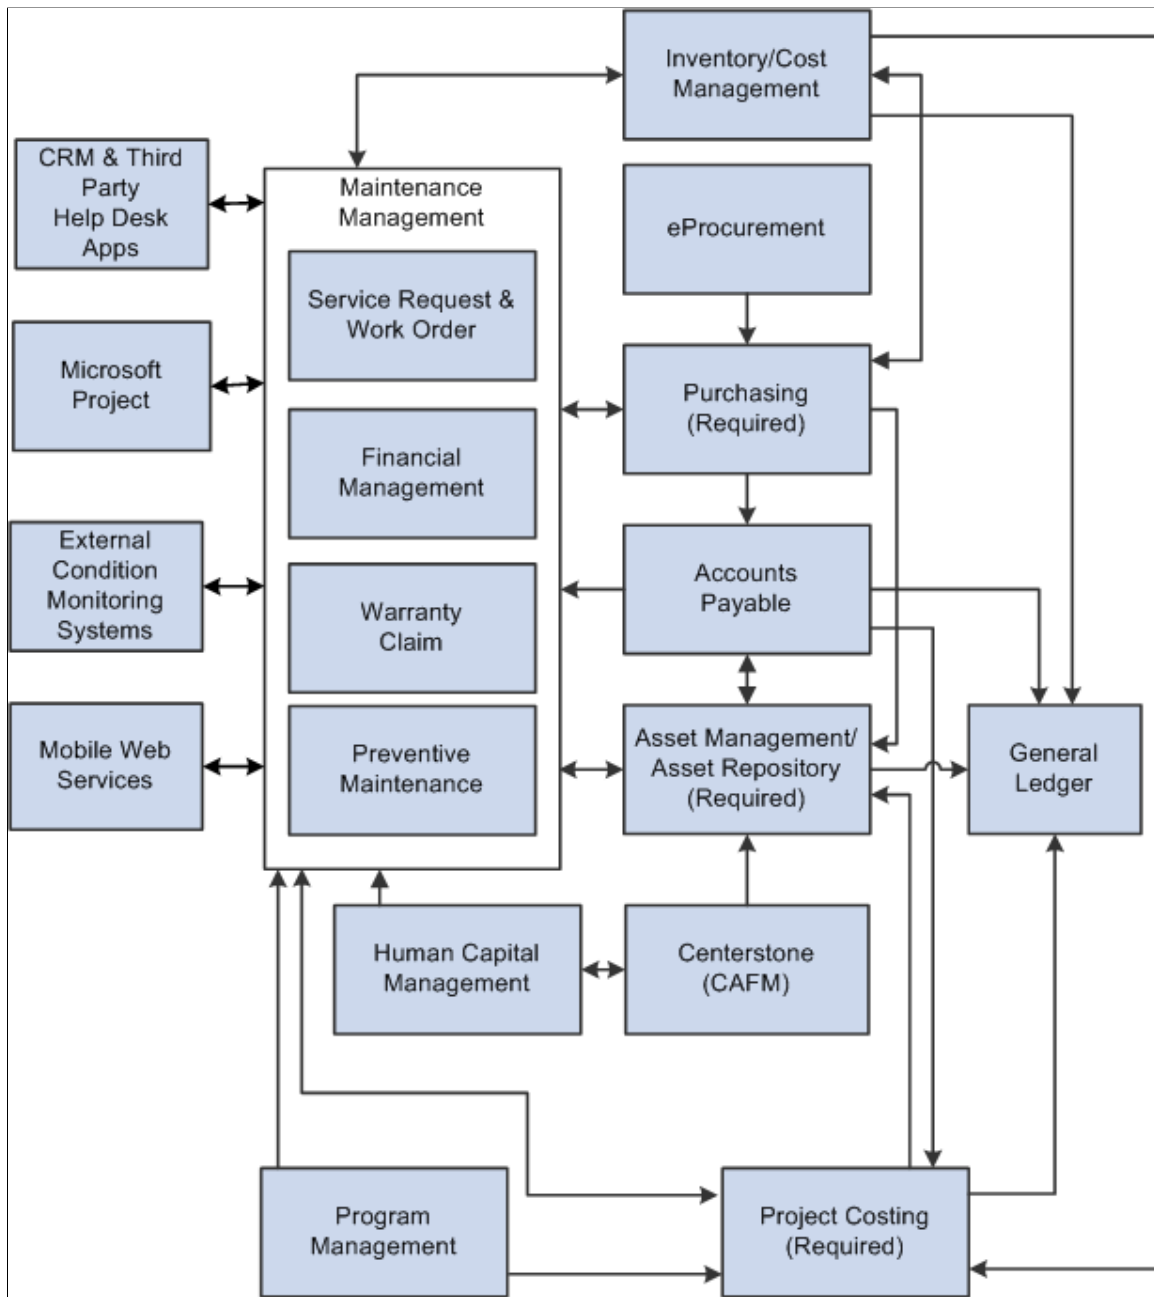 Inventory/Cost
Management
CRM & Third
Party
Help Desk
Apps
Maintenance
Management
eProcurement
Service Request &
Work Order
Microsoft
Project
Purchasing
(Required)
Financial
Management
External
Condition
Monitoring
Systems
Accounts
Payable
Warranty
Claim
Mobile Web
Services
Preventive
Maintenance
Asset Management/
Asset Repository
(Required)
General
Ledger
Human Capital
Management
Centerstone
(CAFM)
Program
Management
Project Costing
(Required)